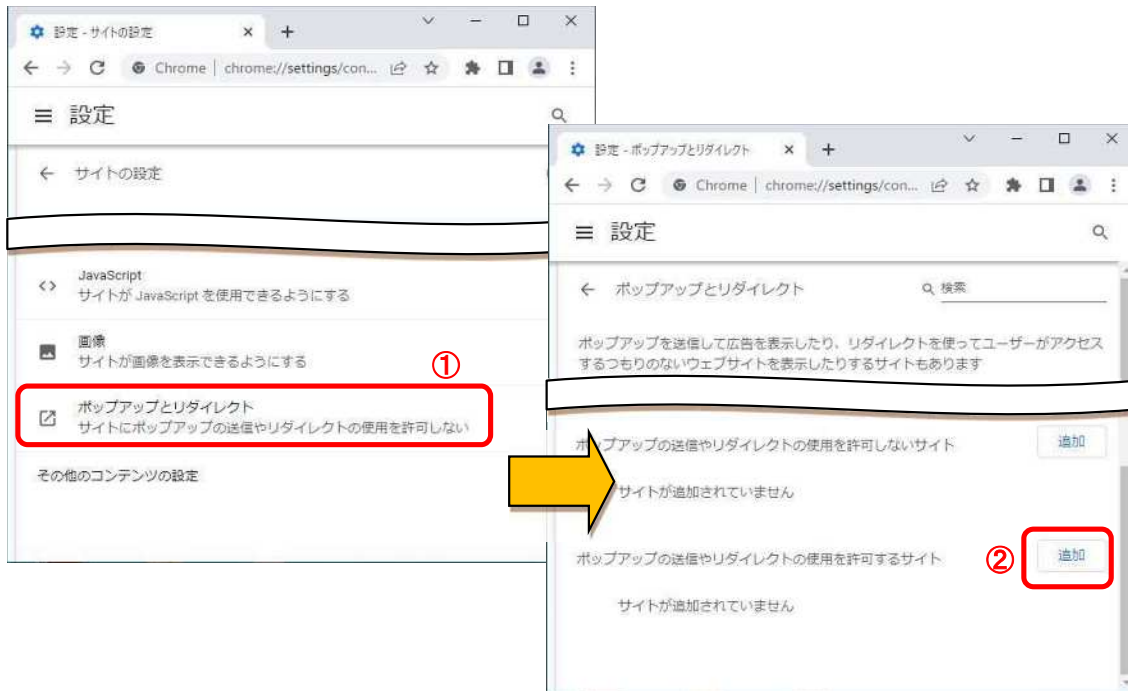 設定 - サイトの設定
Chrome | chrome://settings/con...
設定
サイトの設定
JavaScript
サイトが JavaScript を使用できるようにする
画像
サイトが画像を表示できるようにする
①
ポップアップとリダイレクト
サイトにポップアップの送信やリダイレクトの使用を許可しない
その他のコンテンツの設定
設定 - ポップアップとリダイレクト
Chrome | chrome://settings/con...
設定
ポップアップとリダイレクト
検索
ポップアップを送信して広告を表示したり、リダイレクトを使ってユーザーがアクセス
するつもりのないウェブサイトを表示したりするサイトもあります
ポップアップの送信やリダイレクトの使用を許可しないサイト
追加
サイトが追加されていません
ポップアップの送信やリダイレクトの使用を許可するサイト
②
追加
サイトが追加されていません